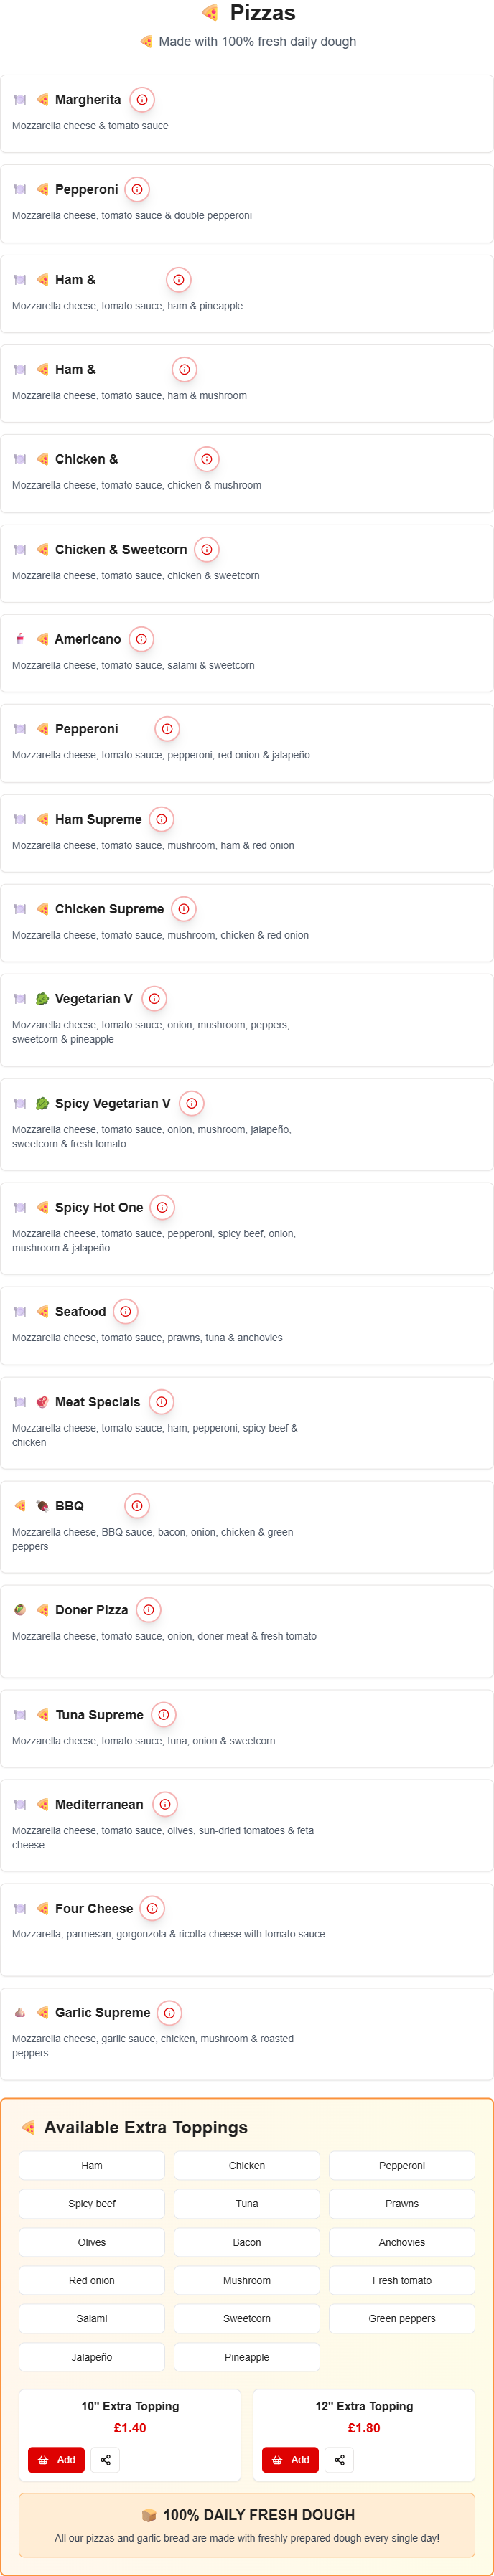 Pizzas
Made with 100% fresh daily dough
Margherita
Mozzarella cheese & tomato sauce
Pepperoni
Mozzarella cheese, tomato sauce & double pepperoni
Ham &
Mozzarella cheese, tomato sauce, ham & pineapple
Ham &
Mozzarella cheese, tomato sauce, ham & mushroom
Chicken &
Mozzarella cheese, tomato sauce, chicken & mushroom
Chicken & Sweetcorn
Mozzarella cheese, tomato sauce, chicken & sweetcorn
Americano
Mozzarella cheese, tomato sauce, salami & sweetcorn
Pepperoni
Mozzarella cheese, tomato sauce, pepperoni, red onion & jalapeño
Ham Supreme
Mozzarella cheese, tomato sauce, mushroom, ham & red onion
Chicken Supreme
Mozzarella cheese, tomato sauce, mushroom, chicken & red onion
Vegetarian V
Mozzarella cheese, tomato sauce, onion, mushroom, peppers,
sweetcorn & pineapple
Spicy Vegetarian V
Mozzarella cheese, tomato sauce, onion, mushroom, jalapeño,
sweetcorn & fresh tomato
Spicy Hot One
Mozzarella cheese, tomato sauce, pepperoni, spicy beef, onion,
mushroom & jalapeño
Seafood
Mozzarella cheese, tomato sauce, prawns, tuna & anchovies
Meat Specials
Mozzarella cheese, tomato sauce, ham, pepperoni, spicy beef &
chicken
BBQ
Mozzarella cheese, BBQ sauce, bacon, onion, chicken & green
peppers
Doner Pizza
Mozzarella cheese, tomato sauce, onion, doner meat & fresh tomato
Tuna Supreme
Mozzarella cheese, tomato sauce, tuna, onion & sweetcorn
Mediterranean
Mozzarella cheese, tomato sauce, olives, sun-dried tomatoes & feta
cheese
Four Cheese
Mozzarella, parmesan, gorgonzola & ricotta cheese with tomato sauce
Garlic Supreme
Mozzarella cheese, garlic sauce, chicken, mushroom & roasted
peppers
Available Extra Toppings
Ham Chicken Pepperoni
Spicy beef Tuna Prawns
Olives Bacon Anchovies
Red onion Mushroom Fresh tomato
Salami Sweetcorn Green peppers
Jalapeño Pineapple
10" Extra Topping
£1.40
Add
12" Extra Topping
£1.80
Add
100% DAILY FRESH DOUGH
All our pizzas and garlic bread are made with freshly prepared dough every single day!